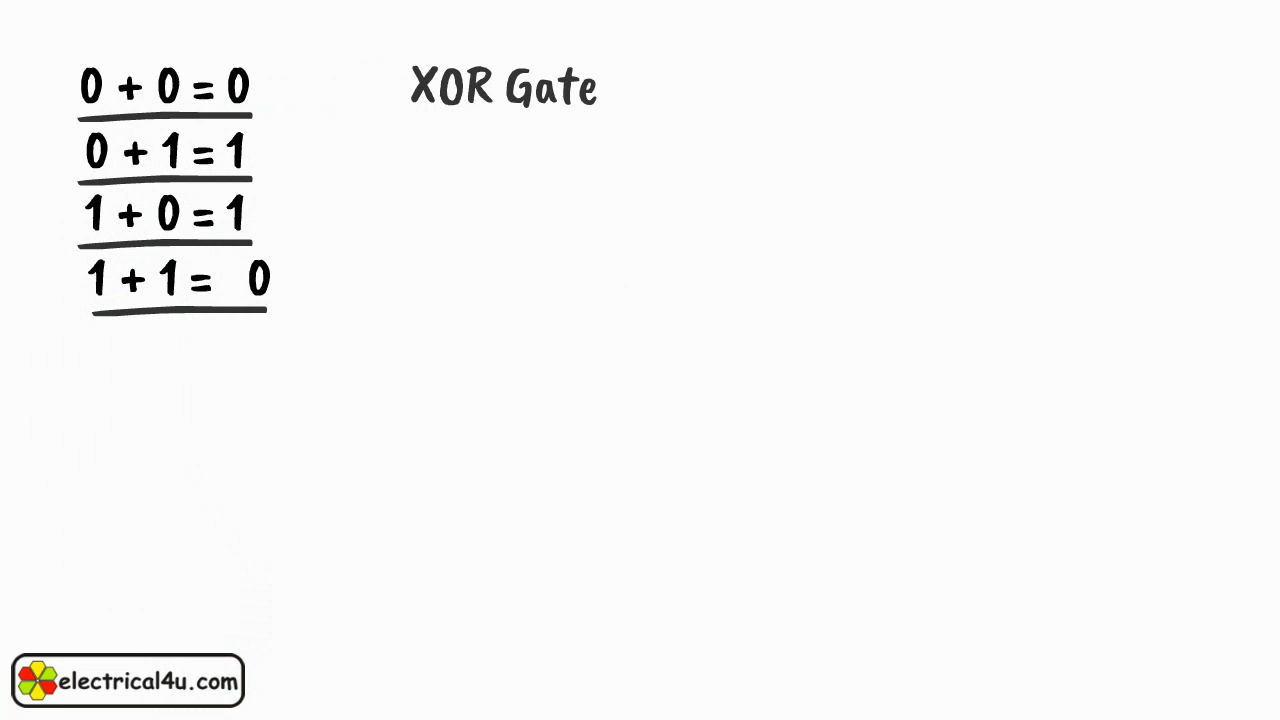 0 + 0 = 0
XOR Gate
0 + 1 = 1
1 + 0 = 1
1 + 1 = 0
electrical4u.com